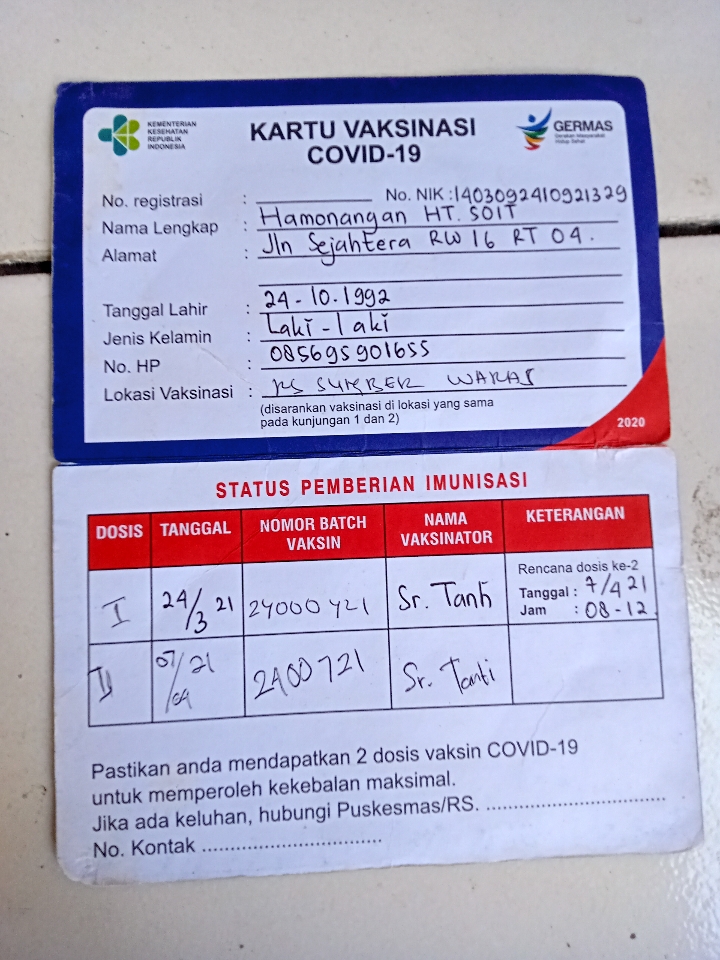 KEMENTERIAN
KESEHATAN
REPUBLIK
INDONESIA
KARTU VAKSINASI
COVID-19
GERMAS
Gerakan Masyarakat
Hidup Sehat
No. registrasi : No. NIK : 1403092410921329
Nama Lengkap : Hamonangan HT. SOIT
Alamat : Jln Sejahtera RW 16 RT 04.
Tanggal Lahir : 24-10-1992
Jenis Kelamin : Laki-laki
No. HP : 085695901655
Lokasi Vaksinasi : RS SUMBER WARAS
(disarankan vaksinasi di lokasi yang sama
pada kunjungan 1 dan 2)
2020
STATUS PEMBERIAN IMUNISASI
DOSIS TANGGAL NOMOR BATCH VAKSIN NAMA VAKSINATOR KETERANGAN
I 24/3 21 24000421 Sr. Tanti Rencana dosis ke-2
Tanggal : 7/4 21
Jam : 08-12
II 07/04 21 2400721 Sr. Tanti
Pastikan anda mendapatkan 2 dosis vaksin COVID-19
untuk memperoleh kekebalan maksimal.
Jika ada keluhan, hubungi Puskesmas/RS. ..................................
No. Kontak ..................................